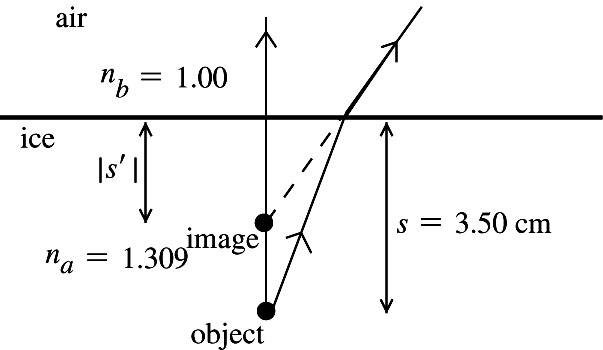 air
n_b = 1.00
ice
|s′|
s = 3.50 cm
image
n_a = 1.309
object